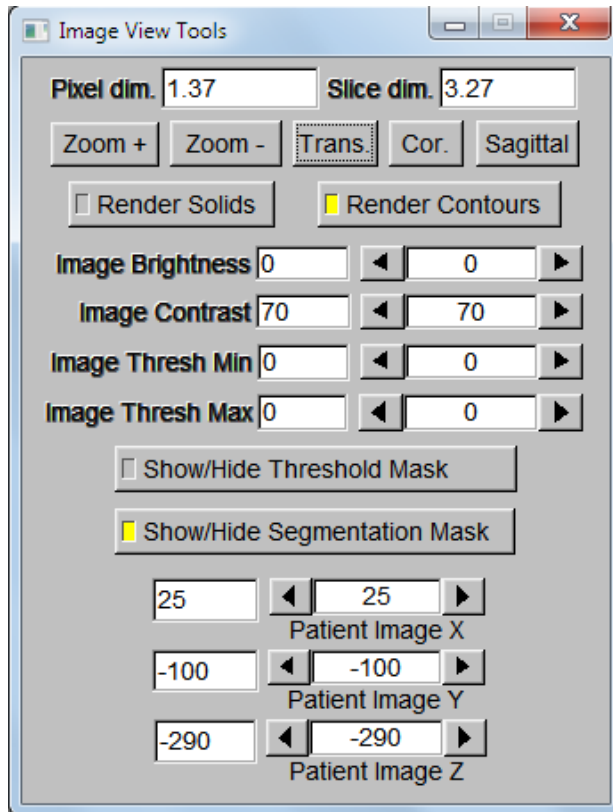 Image View Tools
Pixel dim. 1.37 Slice dim. 3.27
Zoom + Zoom - Trans. Cor. Sagittal
Render Solids Render Contours
Image Brightness 0 0
Image Contrast 70 70
Image Thresh Min 0 0
Image Thresh Max 0 0
Show/Hide Threshold Mask
Show/Hide Segmentation Mask
25 25
Patient Image X
-100 -100
Patient Image Y
-290 -290
Patient Image Z